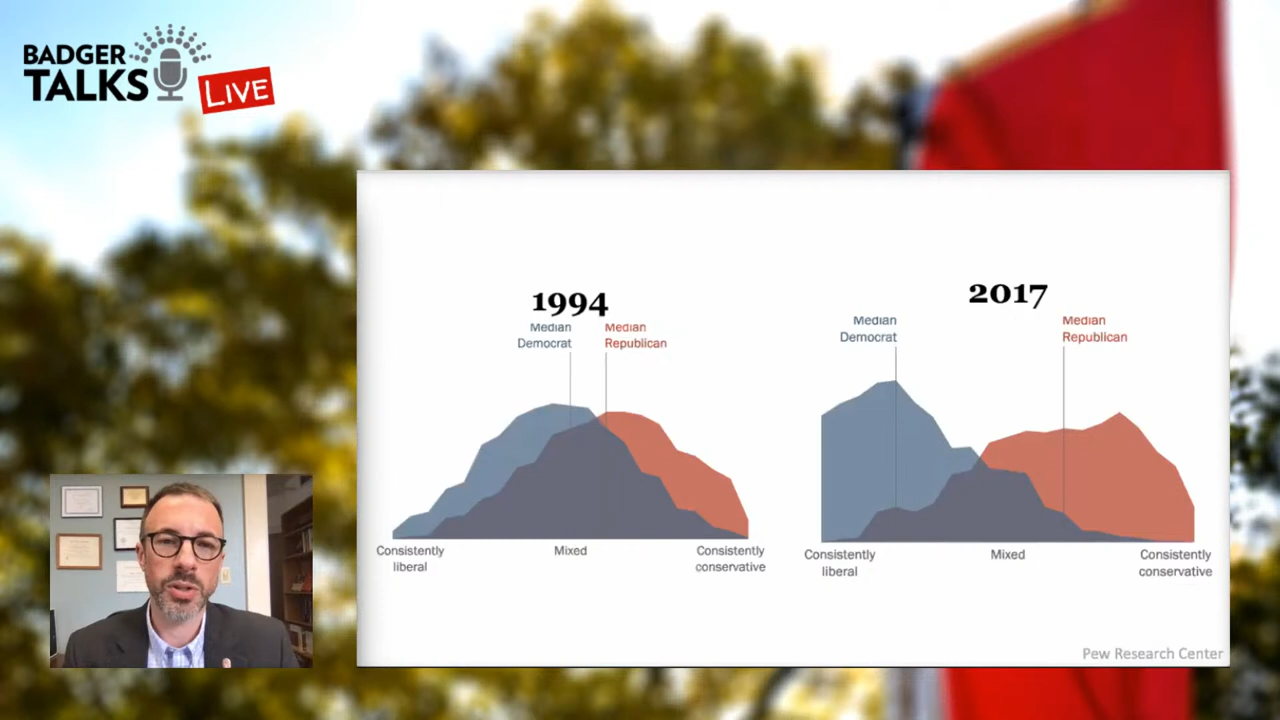 BADGER
TALKS
LIVE
1994
Median
Democrat
Median
Republican
Consistently
liberal
Mixed
Consistently
conservative
2017
Median
Democrat
Median
Republican
Consistently
liberal
Mixed
Consistently
conservative
Pew Research Center